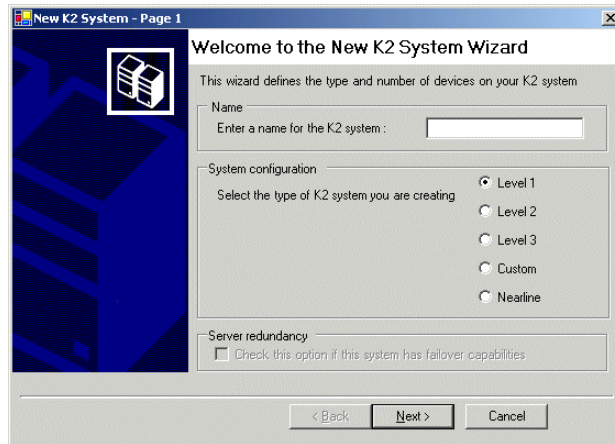 New K2 System - Page 1
Welcome to the New K2 System Wizard
This wizard defines the type and number of devices on your K2 system
Name
Enter a name for the K2 system :
System configuration
Select the type of K2 system you are creating
Level 1
Level 2
Level 3
Custom
Nearline
Server redundancy
Check this option if this system has failover capabilities
< Back
Next >
Cancel